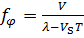 f_φ = V / (λ − V_S T)